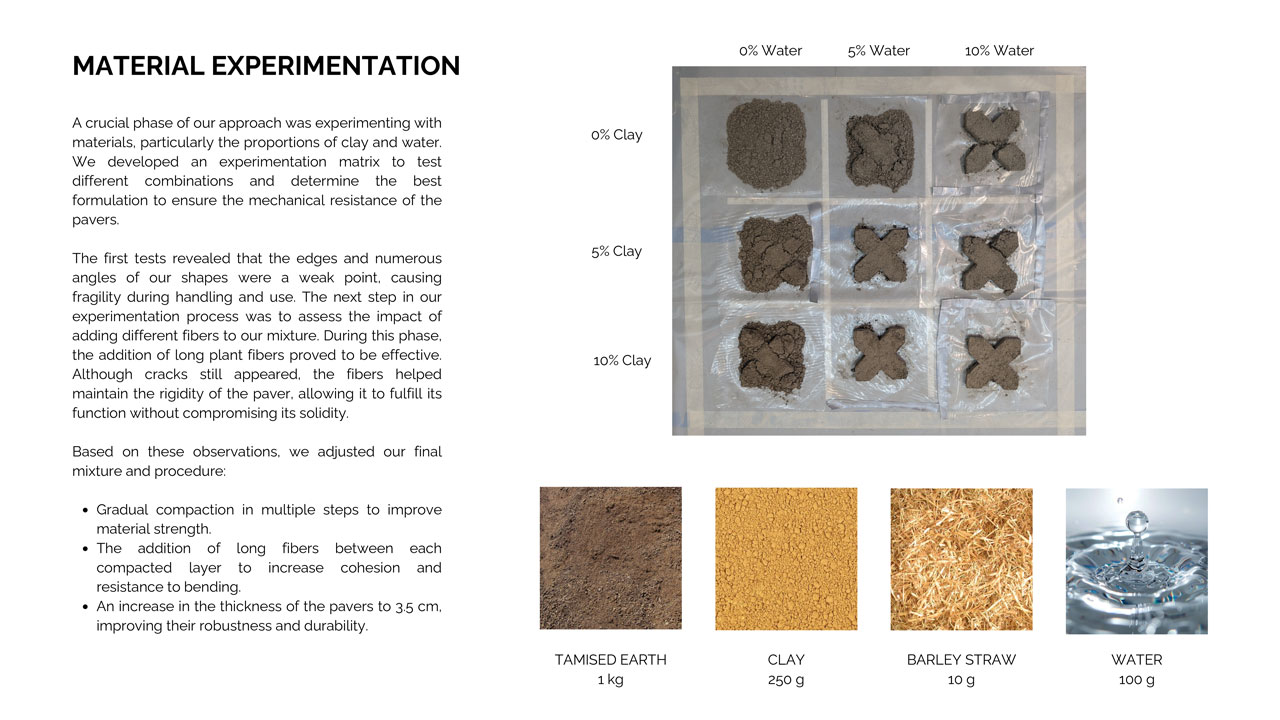 MATERIAL EXPERIMENTATION
A crucial phase of our approach was experimenting with
materials, particularly the proportions of clay and water.
We developed an experimentation matrix to test
different combinations and determine the best
formulation to ensure the mechanical resistance of the
pavers.
The first tests revealed that the edges and numerous
angles of our shapes were a weak point, causing
fragility during handling and use. The next step in our
experimentation process was to assess the impact of
adding different fibers to our mixture. During this phase,
the addition of long plant fibers proved to be effective.
Although cracks still appeared, the fibers helped
maintain the rigidity of the paver, allowing it to fulfill its
function without compromising its solidity.
Based on these observations, we adjusted our final
mixture and procedure:
• Gradual compaction in multiple steps to improve
material strength.
• The addition of long fibers between each
compacted layer to increase cohesion and
resistance to bending.
• An increase in the thickness of the pavers to 3.5 cm,
improving their robustness and durability.
0% Water 5% Water 10% Water
0% Clay
5% Clay
10% Clay
TAMISED EARTH
1 kg
CLAY
250 g
BARLEY STRAW
10 g
WATER
100 g